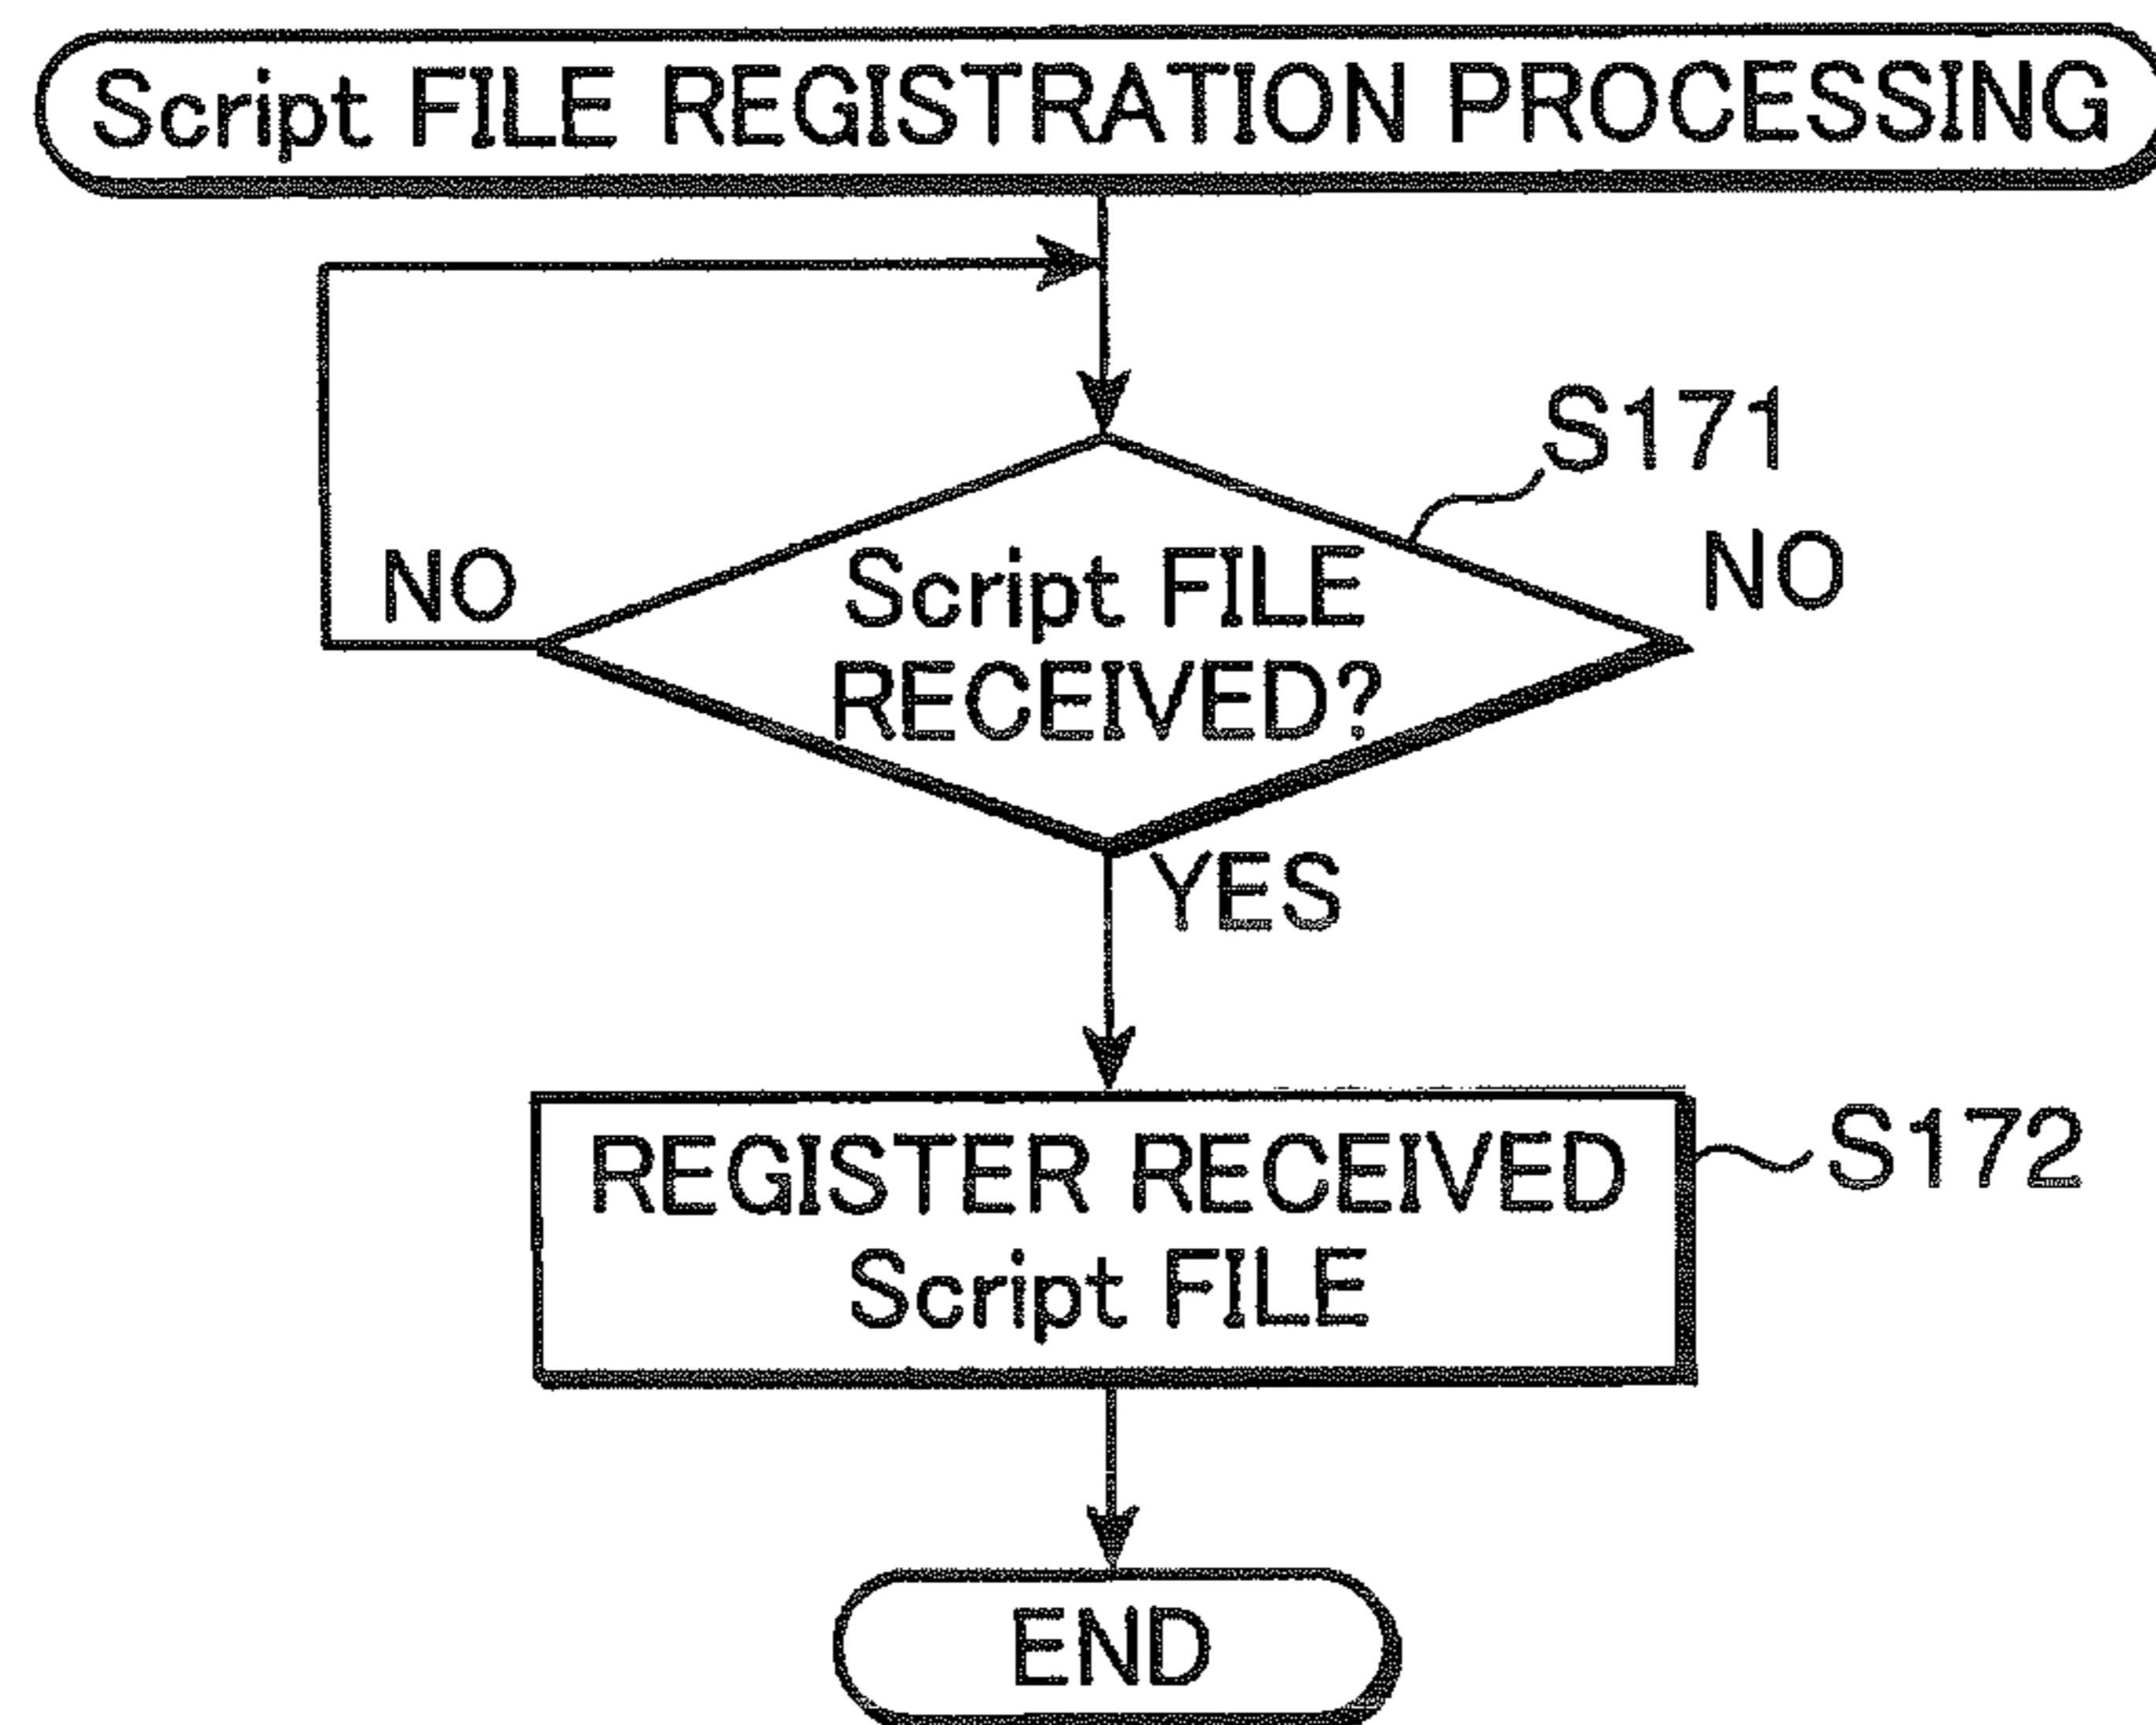 Script FILE REGISTRATION PROCESSING
S171
NO
Script FILE
RECEIVED?
NO
YES
REGISTER RECEIVED
Script FILE
S172
END